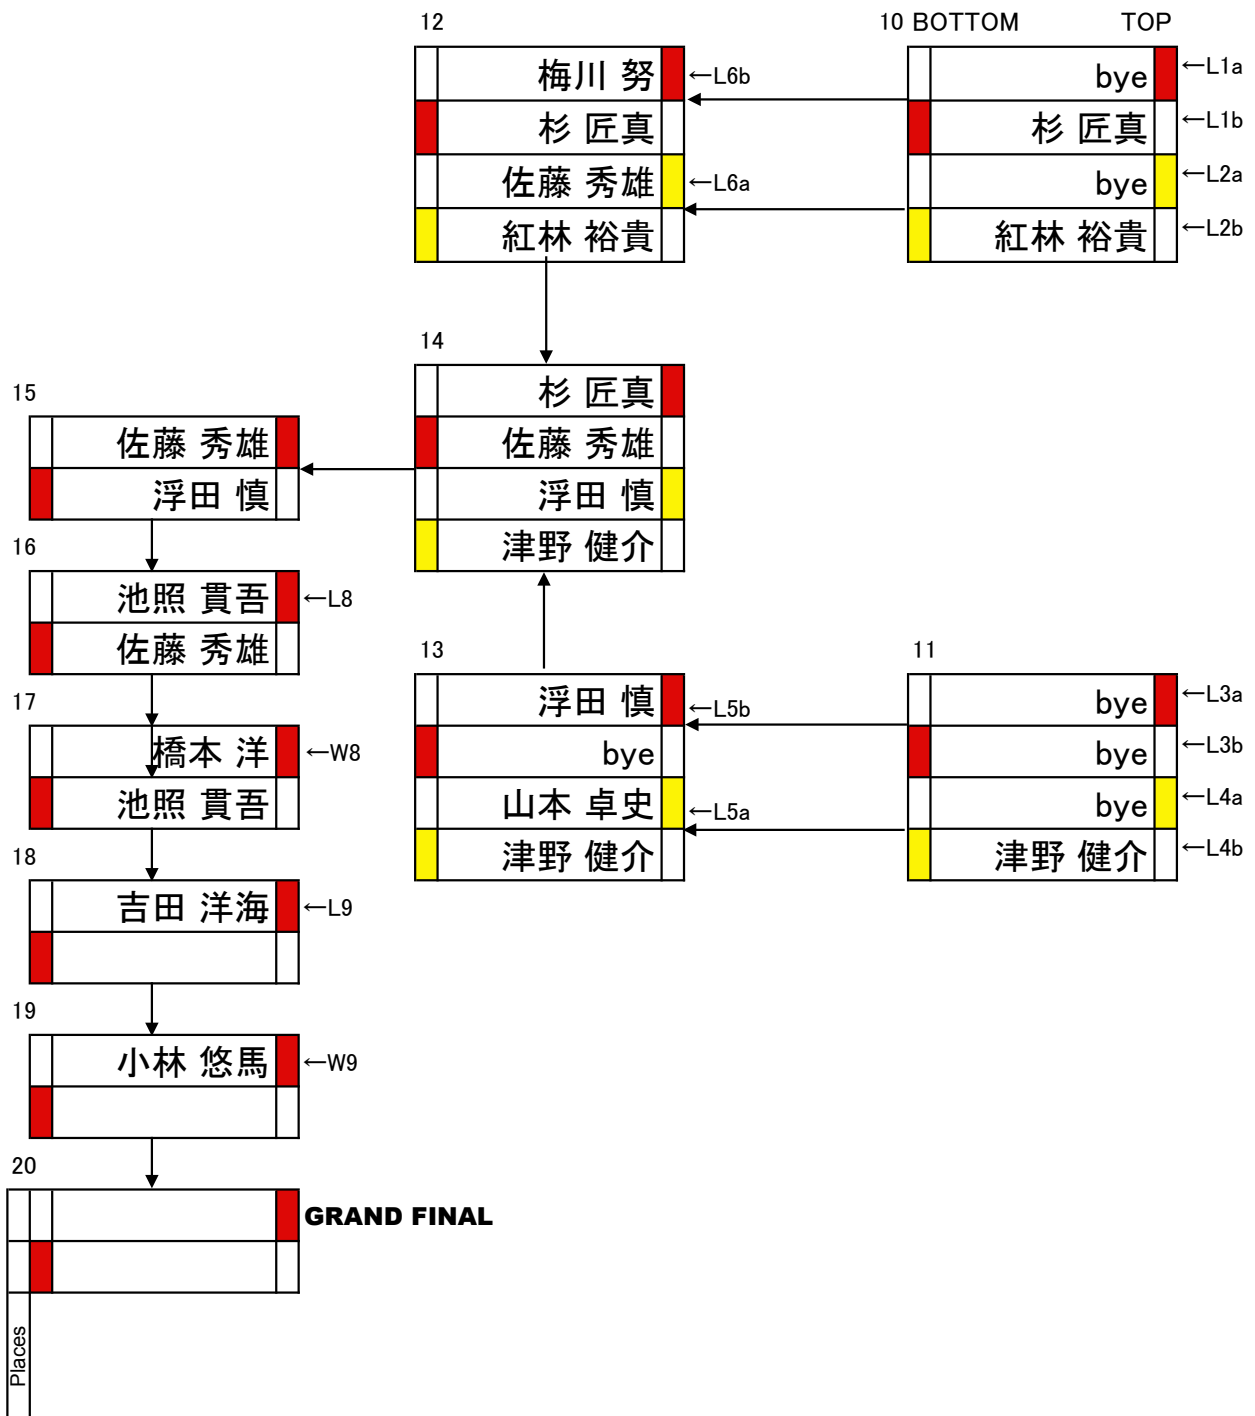 12
10 BOTTOM TOP
梅川 努 ←L6b
杉 匠真
佐藤 秀雄 ←L6a
紅林 裕貴
bye ←L1a
杉 匠真 ←L1b
bye ←L2a
紅林 裕貴 ←L2b
14
杉 匠真
佐藤 秀雄
浮田 慎
津野 健介
15
佐藤 秀雄
浮田 慎
16
池照 貫吾 ←L8
佐藤 秀雄
13
浮田 慎 ←L5b
bye
山本 卓史 ←L5a
津野 健介
11
bye ←L3a
bye ←L3b
bye ←L4a
津野 健介 ←L4b
17
橋本 洋 ←W8
池照 貫吾
18
吉田 洋海 ←L9
19
小林 悠馬 ←W9
20
GRAND FINAL
Places